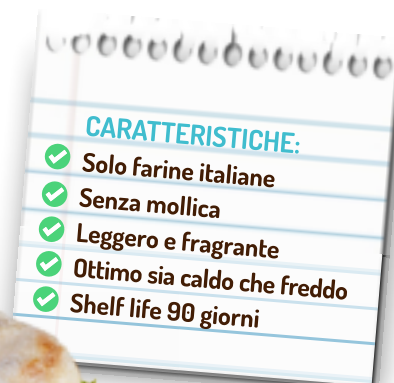 CARATTERISTICHE:
Solo farine italiane
Senza mollica
Leggero e fragrante
Ottimo sia caldo che freddo
Shelf life 90 giorni